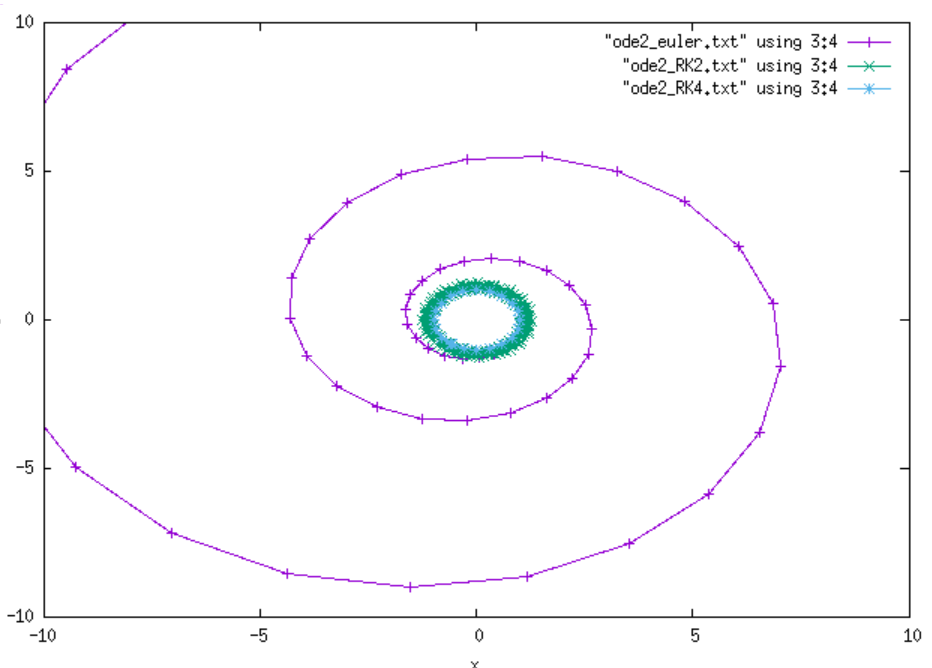 10
"ode2_euler.txt" using 3:4
"ode2_RK2.txt" using 3:4
"ode2_RK4.txt" using 3:4
5
0
-5
-10
-10 -5 0 5 10
x